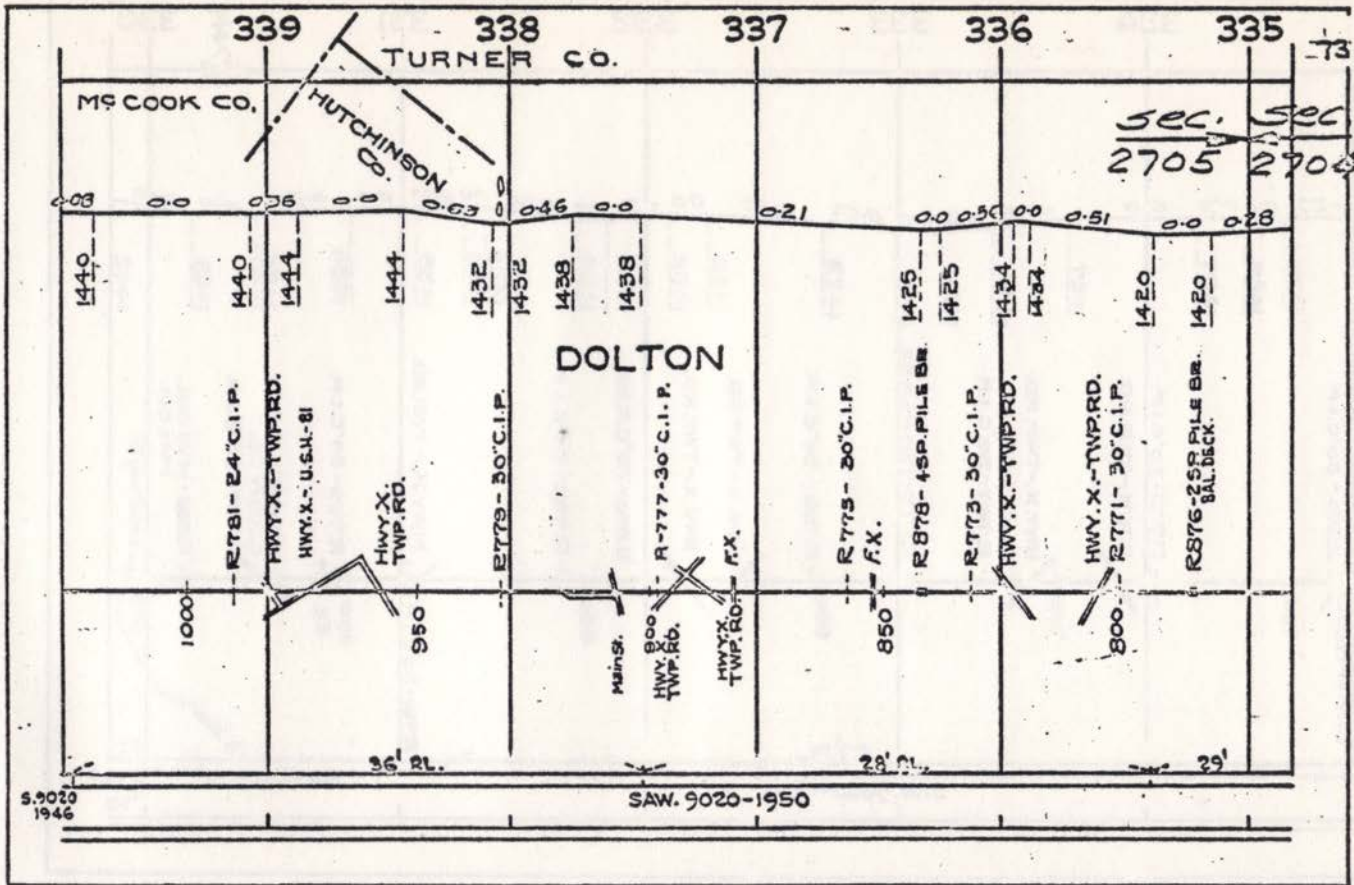 339 338 337 336 335 -73
TURNER CO.
McCOOK CO.
HUTCHINSON
CO.
sec. sec.
2705 2704
0.0 0.0 0.63 0 0 0.46 0.0 0.21 0.0 0.0 0.51 0.0 0.28
1440 1440 1444 1444 1432 1432 1438 1438 1425 1425 1434 1434 1420 1420
DOLTON
R781-24"C.I.P.
HWY.X.-TWP.RD.
HWY.X.-U.S.H.-81
HWY.X.
TWP.RD.
R779-30"C.I.P.
R-777-30"C.I.P.
F.X.
R775-30"C.I.P.
F.X.
R878-4SP.PILE BR.
R773-30"C.I.P.
HWY.X.-TWP.RD.
HWY.X.-TWP.RD.
R771-30"C.I.P.
R876-2SP.PILE BR.
BAL.DECK.
1000
950
Mainst.
900
HWY.X.
TWP.RD.
HWY.X.
TWP.RD.
850
800
36' RL. 28' RL. 29'
S.9020
1946
SAW. 9020-1950